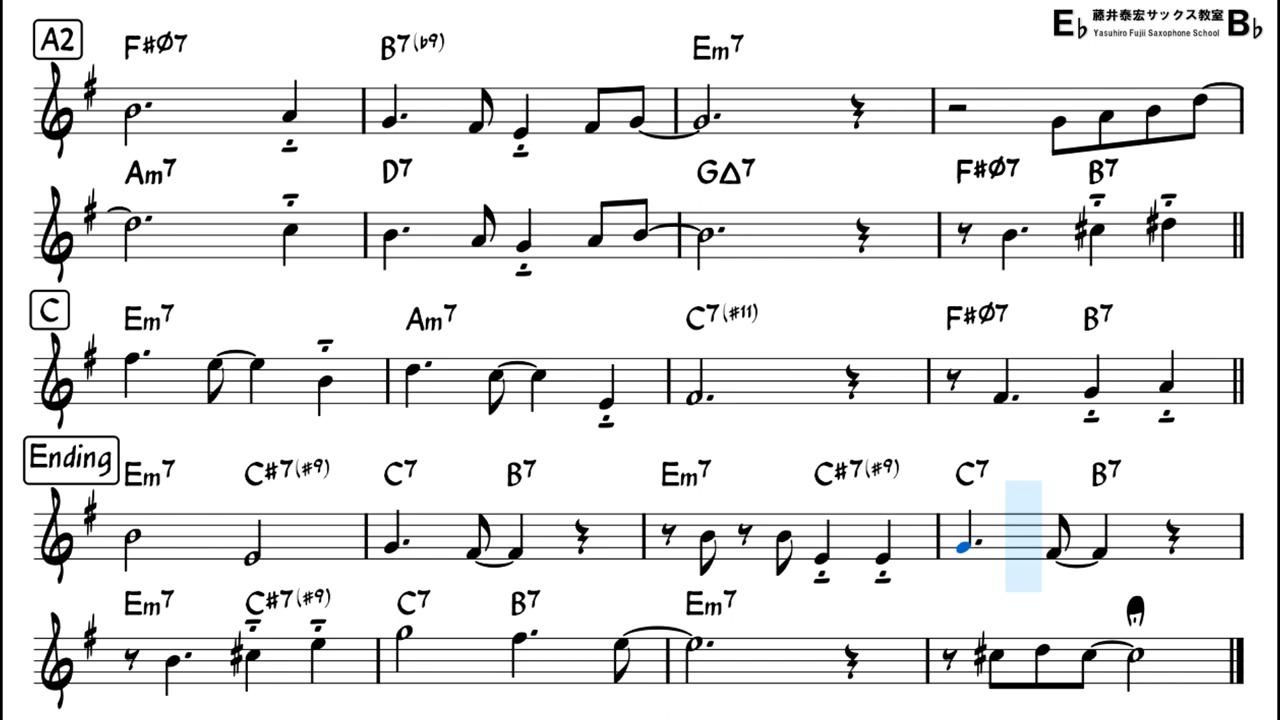 E♭ 藤井泰宏サックス教室 B♭
Yasuhiro Fujii Saxophone School
A2
F#Ø7 B7(♭9) Em7
Am7 D7 G△7 F#Ø7 B7
C
Em7 Am7 C7(#11) F#Ø7 B7
Ending
Em7 C#7(#9) C7 B7 Em7 C#7(#9) C7 B7
Em7 C#7(#9) C7 B7 Em7